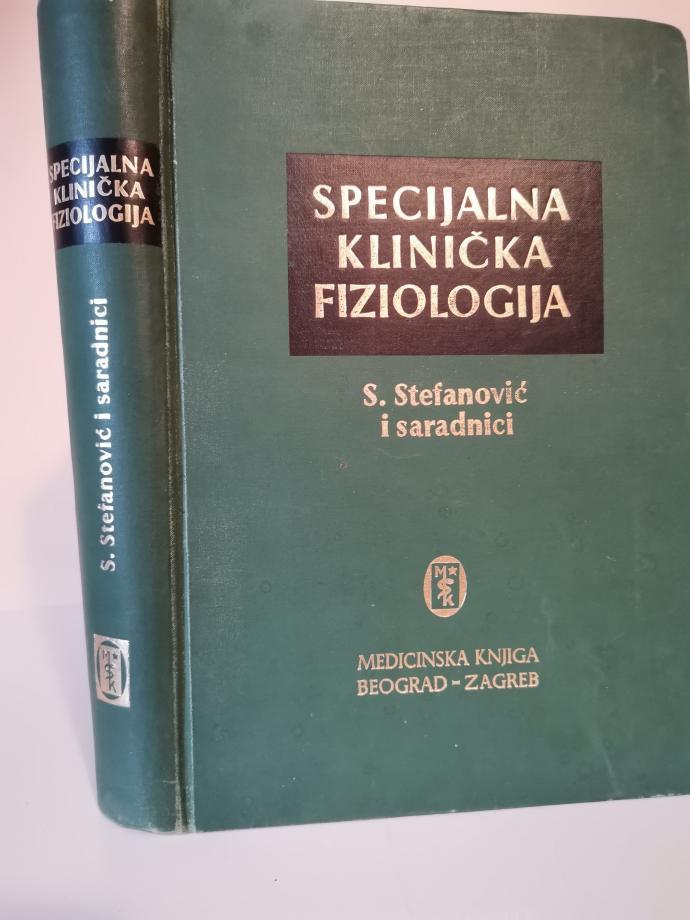 SPECIJALNA
KLINIČKA
FIZIOLOGIJA
S. Stefanović i saradnici
M K
SPECIJALNA
KLINIČKA
FIZIOLOGIJA
S. Stefanović
i saradnici
M
K
MEDICINSKA KNJIGA
BEOGRAD - ZAGREB